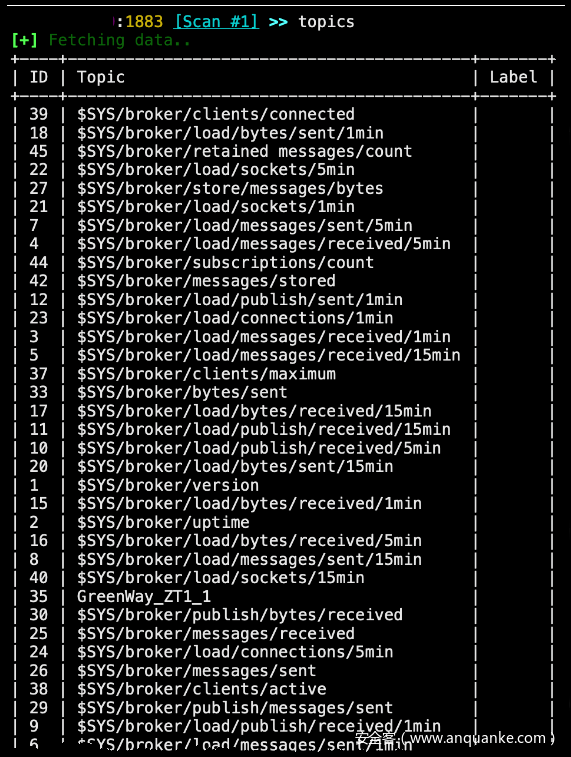 :1883 [Scan #1] >> topics
[+] Fetching data..
+----+------------------------------------------+-------+
| ID | Topic | Label |
+----+------------------------------------------+-------+
| 39 | $SYS/broker/clients/connected | |
| 18 | $SYS/broker/load/bytes/sent/1min | |
| 45 | $SYS/broker/retained messages/count | |
| 22 | $SYS/broker/load/sockets/5min | |
| 27 | $SYS/broker/store/messages/bytes | |
| 21 | $SYS/broker/load/sockets/1min | |
| 7 | $SYS/broker/load/messages/sent/5min | |
| 4 | $SYS/broker/load/messages/received/5min | |
| 44 | $SYS/broker/subscriptions/count | |
| 42 | $SYS/broker/messages/stored | |
| 12 | $SYS/broker/load/publish/sent/1min | |
| 23 | $SYS/broker/load/connections/1min | |
| 3 | $SYS/broker/load/messages/received/1min | |
| 5 | $SYS/broker/load/messages/received/15min | |
| 37 | $SYS/broker/clients/maximum | |
| 33 | $SYS/broker/bytes/sent | |
| 17 | $SYS/broker/load/bytes/received/15min | |
| 11 | $SYS/broker/load/publish/received/15min | |
| 10 | $SYS/broker/load/publish/received/5min | |
| 20 | $SYS/broker/load/bytes/sent/15min | |
| 1 | $SYS/broker/version | |
| 15 | $SYS/broker/load/bytes/received/1min | |
| 2 | $SYS/broker/uptime | |
| 16 | $SYS/broker/load/bytes/received/5min | |
| 8 | $SYS/broker/load/messages/sent/15min | |
| 40 | $SYS/broker/load/sockets/15min | |
| 35 | GreenWay_ZT1_1 | |
| 30 | $SYS/broker/publish/bytes/received | |
| 25 | $SYS/broker/messages/received | |
| 24 | $SYS/broker/load/connections/5min | |
| 26 | $SYS/broker/messages/sent | |
| 38 | $SYS/broker/clients/active | |
| 29 | $SYS/broker/publish/messages/sent | |
| 9 | $SYS/broker/load/publish/received/1min | |
| 6 | $SYS/broker/load/messages/sent/1min | |
安全客 ( www.anquanke.com )